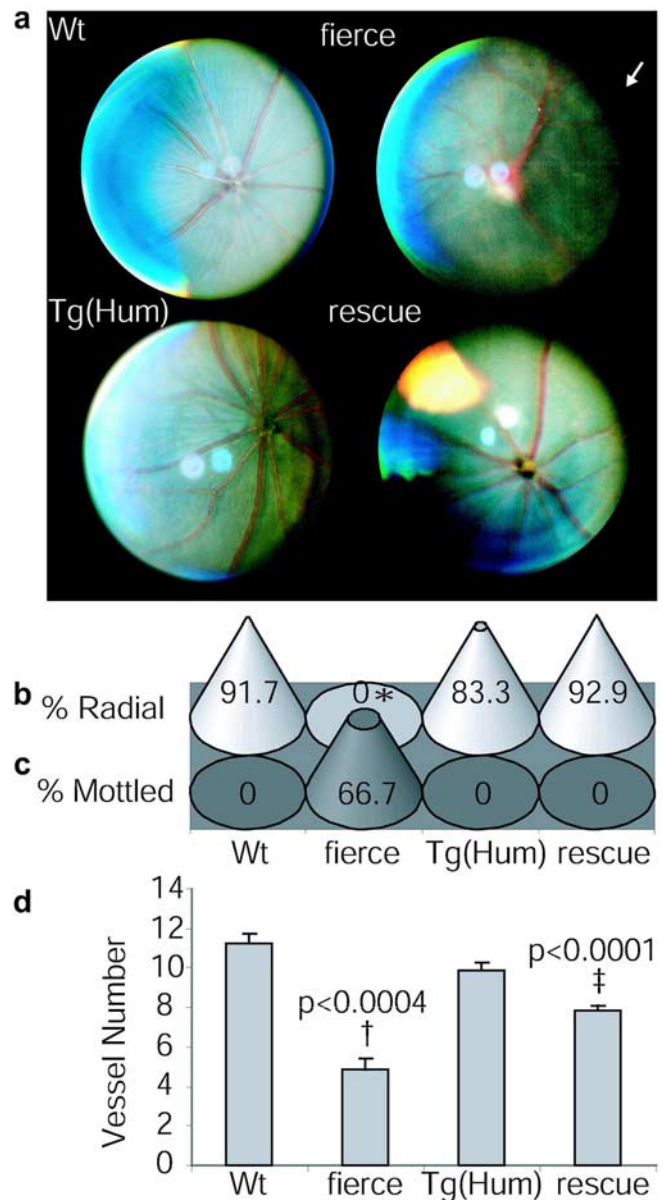 a
Wt fierce
Tg(Hum) rescue
b % Radial 91.7 0* 83.3 92.9
c % Mottled 0 66.7 0 0
Wt fierce Tg(Hum) rescue
d
Vessel Number
14
12
10
8
6
4
2
0
p<0.0004
†
p<0.0001
‡
Wt fierce Tg(Hum) rescue